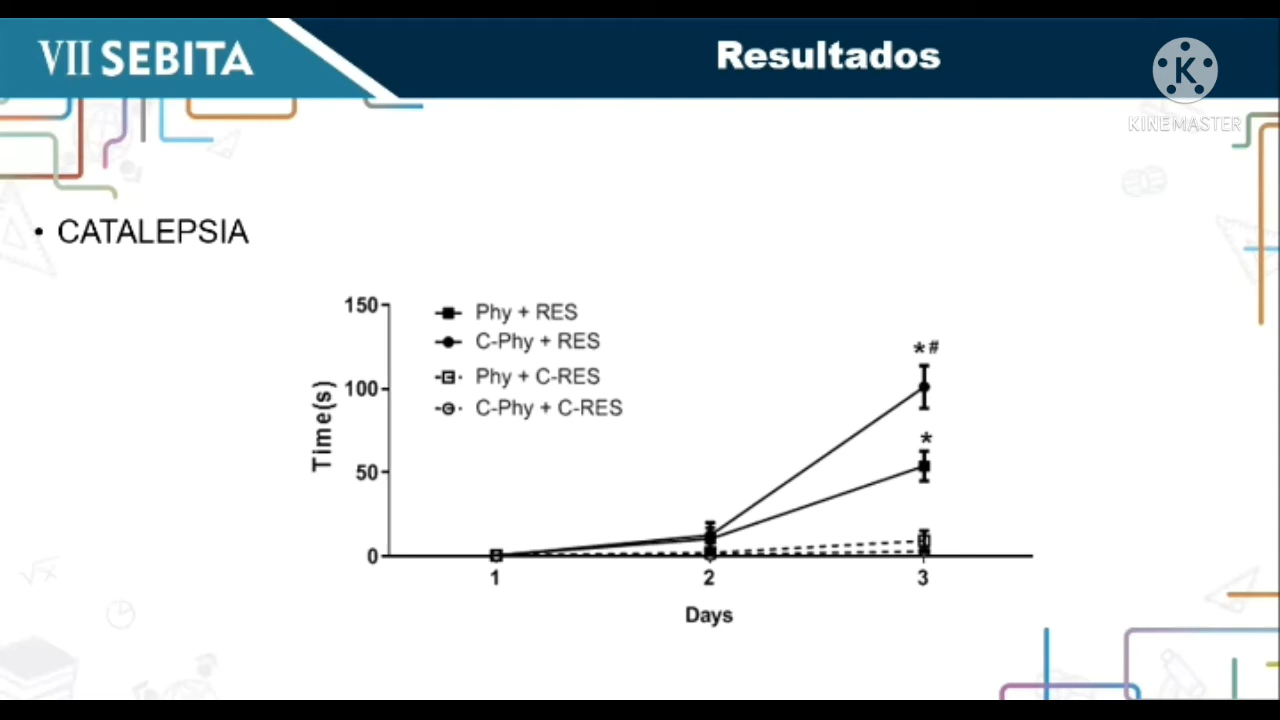 VII SEBITA
Resultados
K
KINEMASTER
• CATALEPSIA
150
100
50
0
Time(s)
Phy + RES
C-Phy + RES
Phy + C-RES
C-Phy + C-RES
*#
*
1
2
3
Days